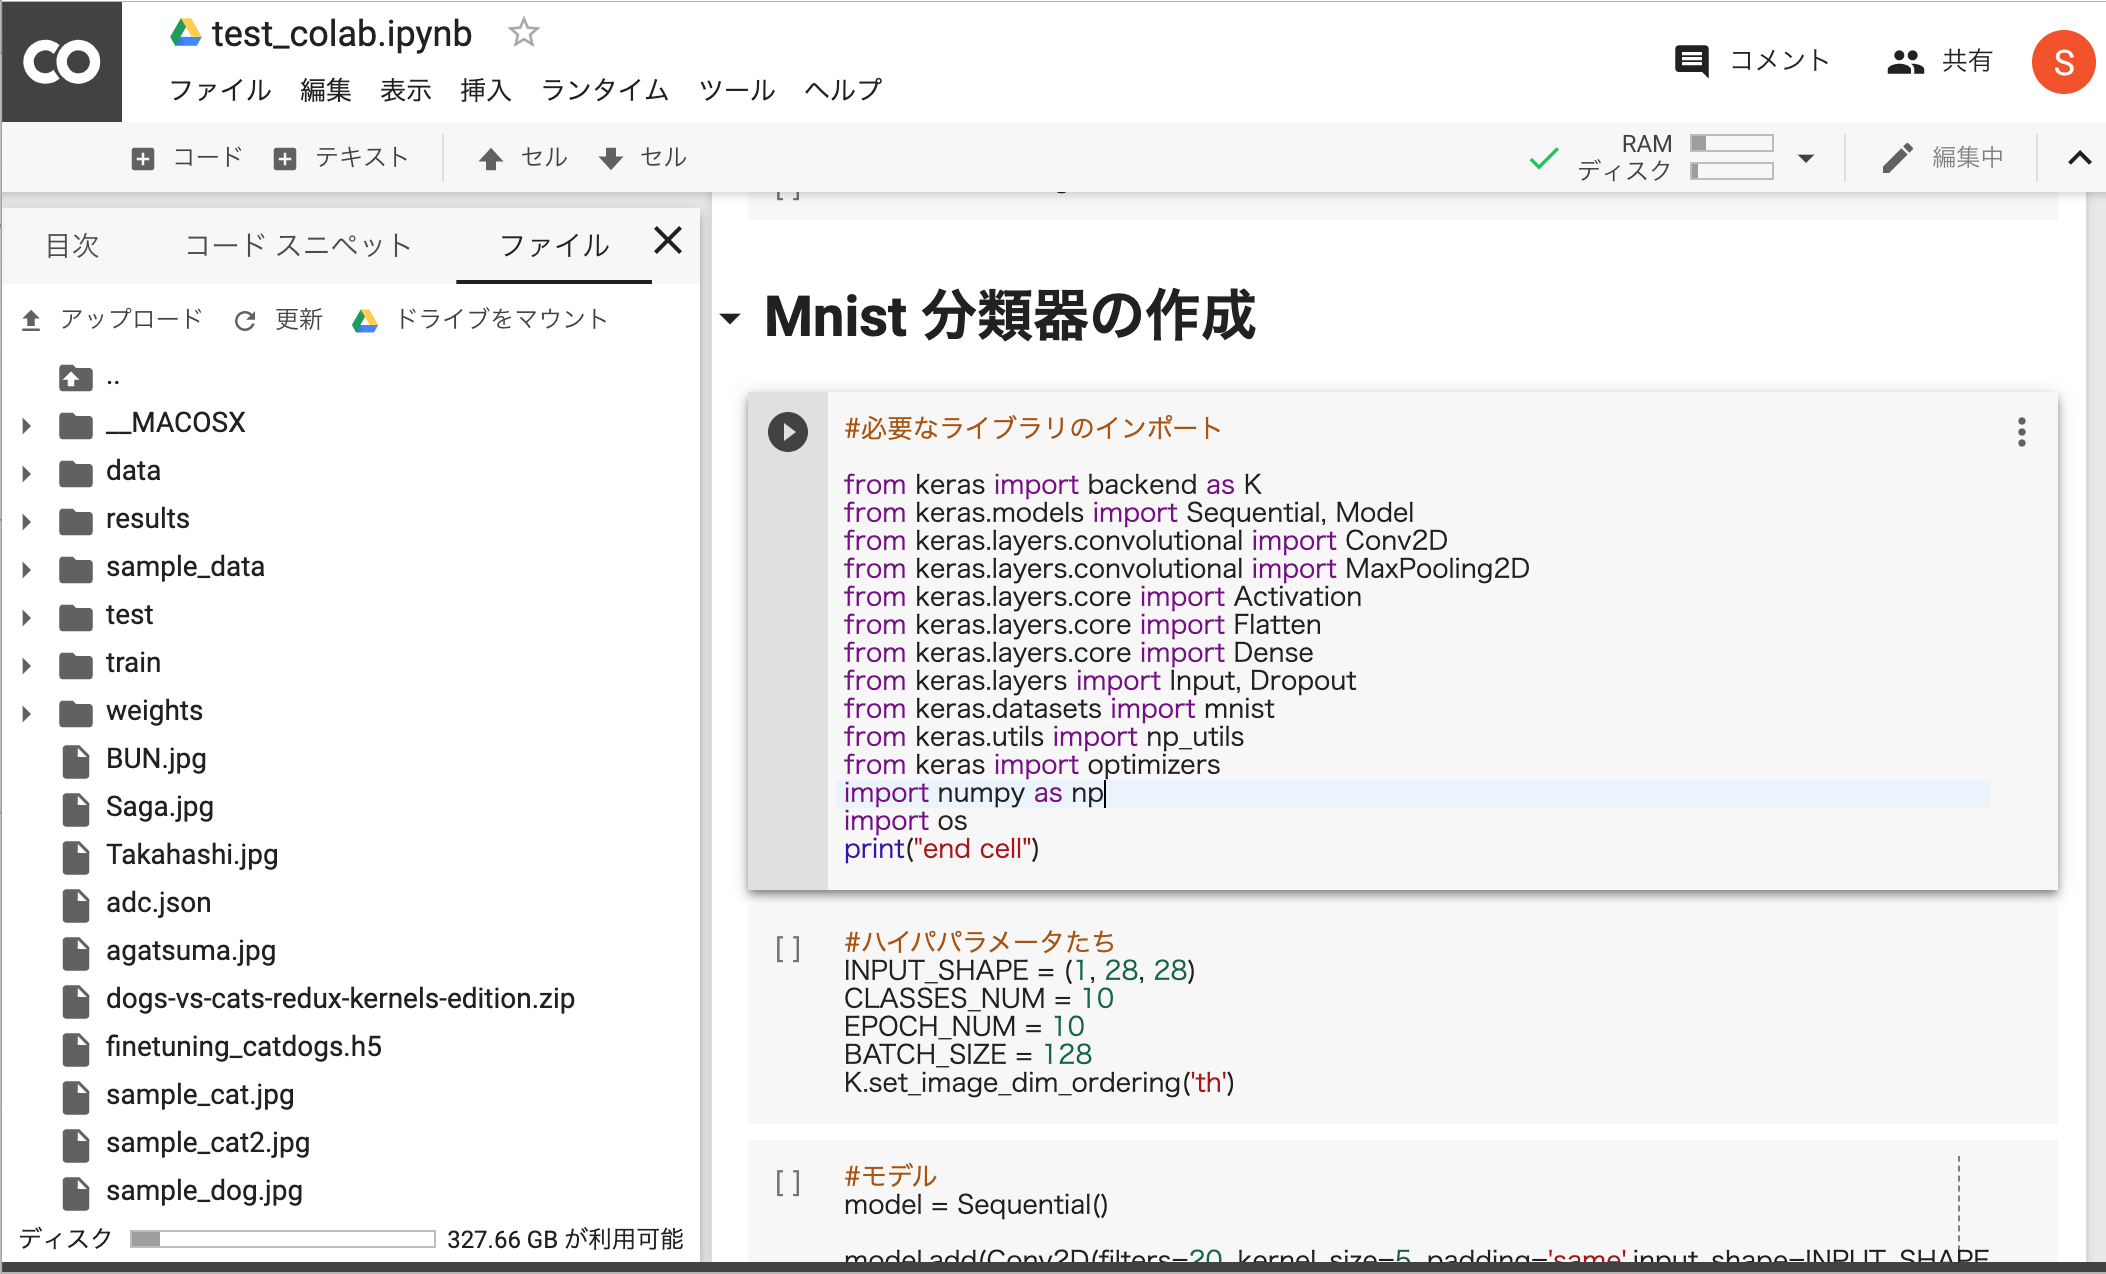 CO
test_colab.ipynb
ファイル 編集 表示 挿入 ランタイム ツール ヘルプ
コメント
共有
S
コード テキスト セル セル
RAM
ディスク
編集中
目次 コード スニペット ファイル
アップロード 更新 ドライブをマウント
..
__MACOSX
data
results
sample_data
test
train
weights
BUN.jpg
Saga.jpg
Takahashi.jpg
adc.json
agatsuma.jpg
dogs-vs-cats-redux-kernels-edition.zip
finetuning_catdogs.h5
sample_cat.jpg
sample_cat2.jpg
sample_dog.jpg
ディスク 327.66 GB が利用可能
[ ]
Mnist 分類器の作成
#必要なライブラリのインポート
from keras import backend as K
from keras.models import Sequential, Model
from keras.layers.convolutional import Conv2D
from keras.layers.convolutional import MaxPooling2D
from keras.layers.core import Activation
from keras.layers.core import Flatten
from keras.layers.core import Dense
from keras.layers import Input, Dropout
from keras.datasets import mnist
from keras.utils import np_utils
from keras import optimizers
import numpy as np
import os
print("end cell")
[ ] #ハイパパラメータたち
INPUT_SHAPE = (1, 28, 28)
CLASSES_NUM = 10
EPOCH_NUM = 10
BATCH_SIZE = 128
K.set_image_dim_ordering('th')
[ ] #モデル
model = Sequential()
model.add(Conv2D(filters=20, kernel_size=5, padding='same',input_shape=INPUT_SHAPE